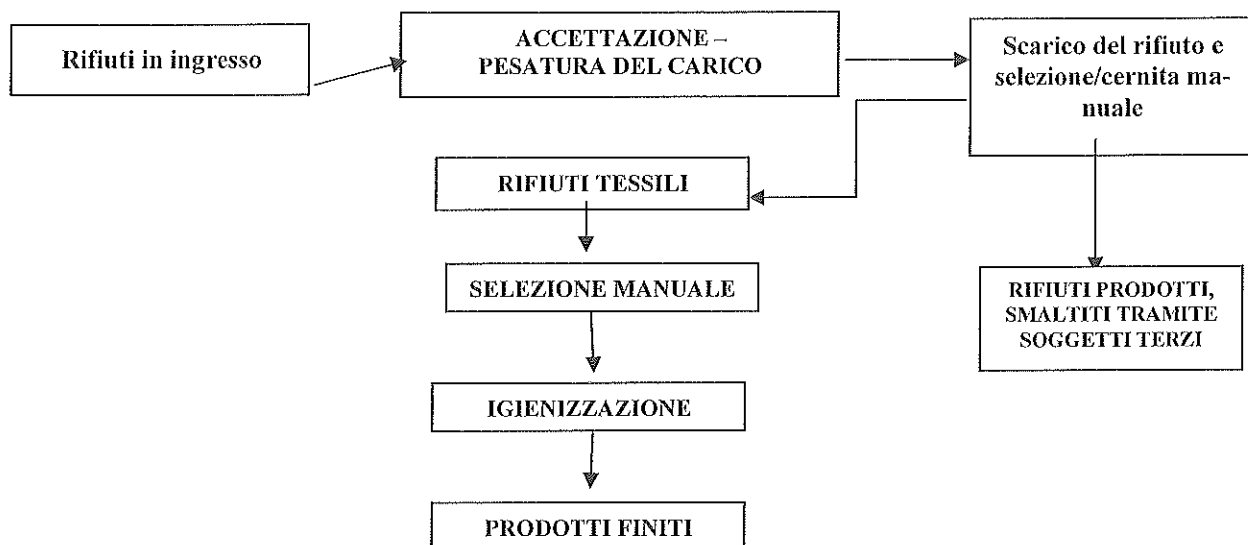 Rifiuti in ingresso
ACCETTAZIONE –
PESATURA DEL CARICO
Scarico del rifiuto e
selezione/cernita ma-
nuale
RIFIUTI TESSILI
SELEZIONE MANUALE
RIFIUTI PRODOTTI,
SMALTITI TRAMITE
SOGGETTI TERZI
IGIENIZZAZIONE
PRODOTTI FINITI